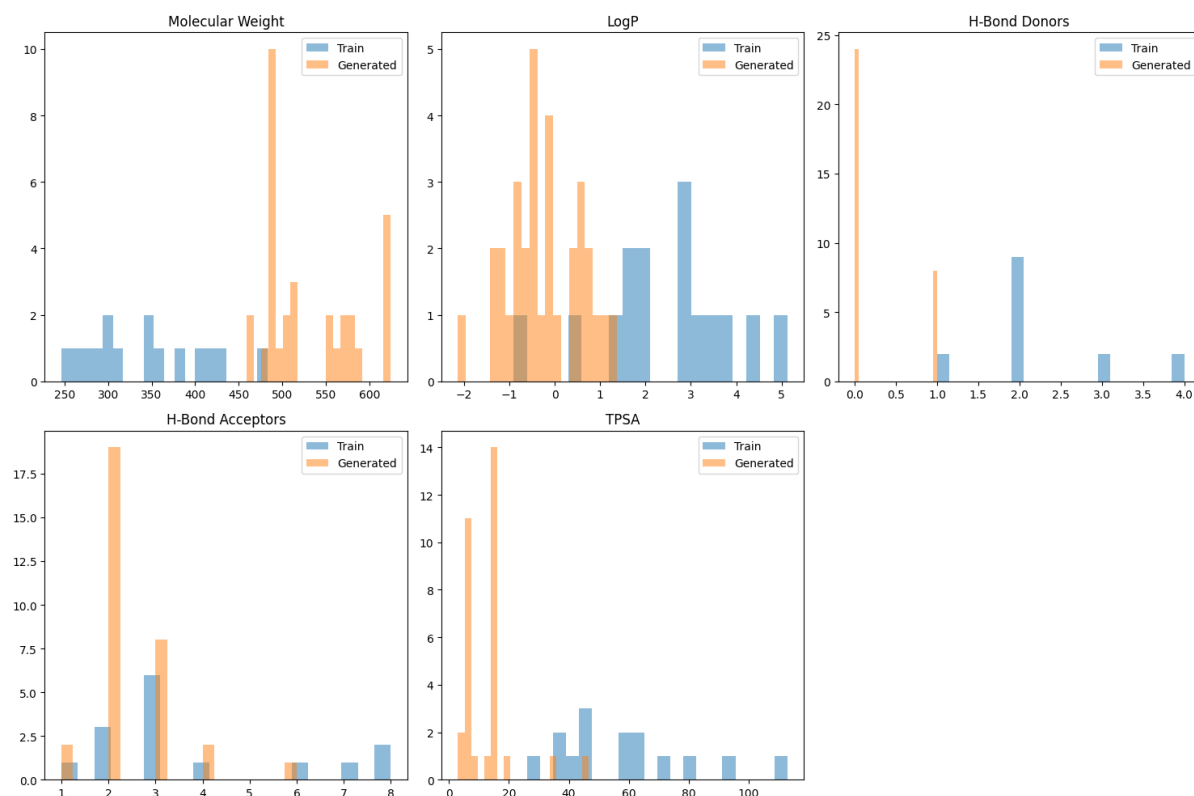 Molecular Weight
10
8
6
4
2
0
250 300 350 400 450 500 550 600
Train
Generated
LogP
5
4
3
2
1
0
−2 −1 0 1 2 3 4 5
Train
Generated
H-Bond Donors
25
20
15
10
5
0
0.0 0.5 1.0 1.5 2.0 2.5 3.0 3.5 4.0
Train
Generated
H-Bond Acceptors
17.5
15.0
12.5
10.0
7.5
5.0
2.5
0.0
1 2 3 4 5 6 7 8
Train
Generated
TPSA
14
12
10
8
6
4
2
0
0 20 40 60 80 100
Train
Generated